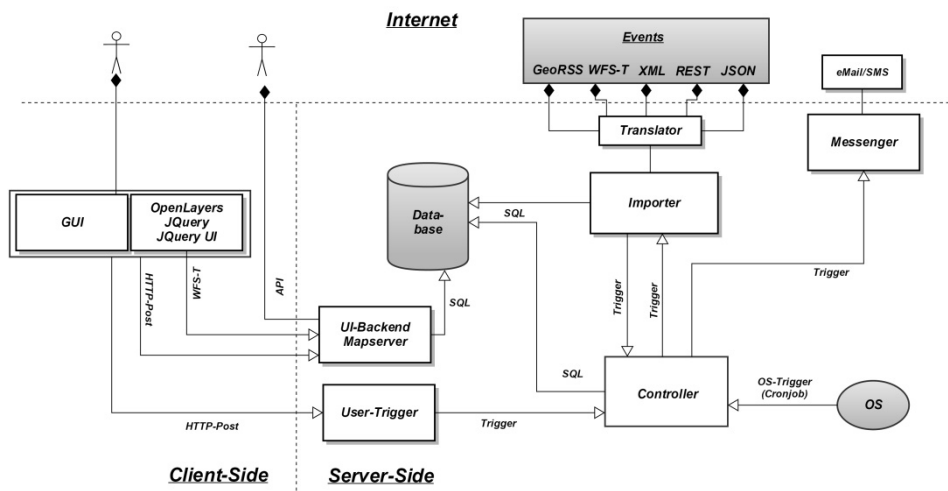 Internet
Events
GeoRSS WFS-T XML REST JSON
eMail/SMS
Translator
Messenger
GUI
OpenLayers
JQuery
JQuery UI
Data-
base
SQL
Importer
HTTP-Post
WFS-T
API
SQL
Trigger
Trigger
Trigger
UI-Backend
Mapserver
SQL
Controller
OS-Trigger
(Cronjob)
OS
User-Trigger
HTTP-Post
Trigger
Client-Side
Server-Side